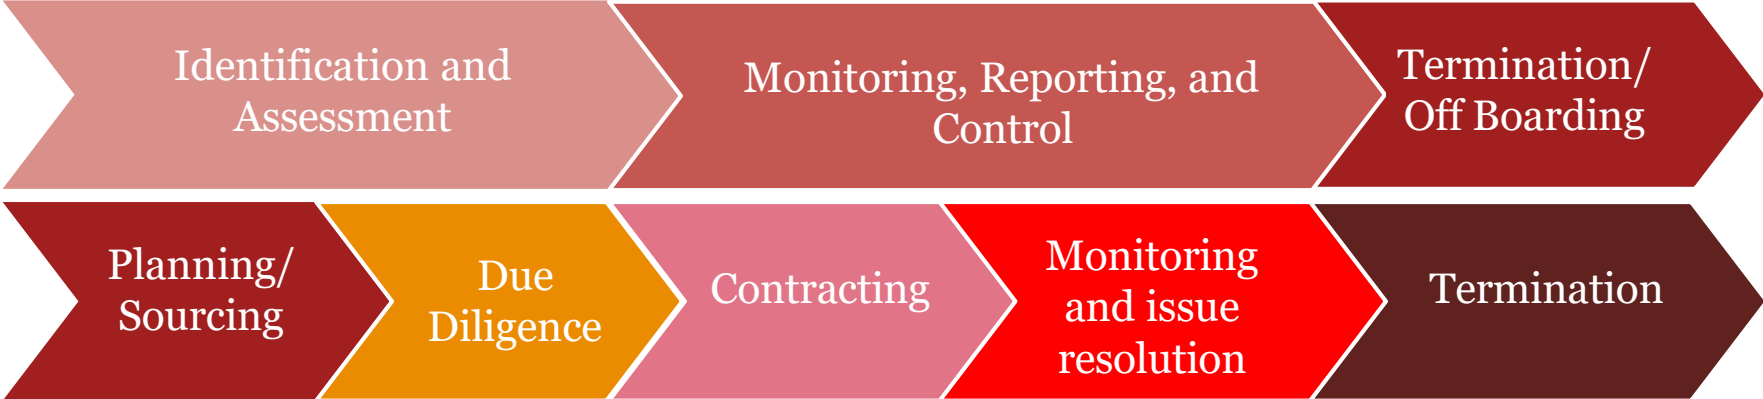 Identification and
Assessment
Monitoring, Reporting, and
Control
Termination/
Off Boarding
Planning/
Sourcing
Due
Diligence
Contracting
Monitoring
and issue
resolution
Termination